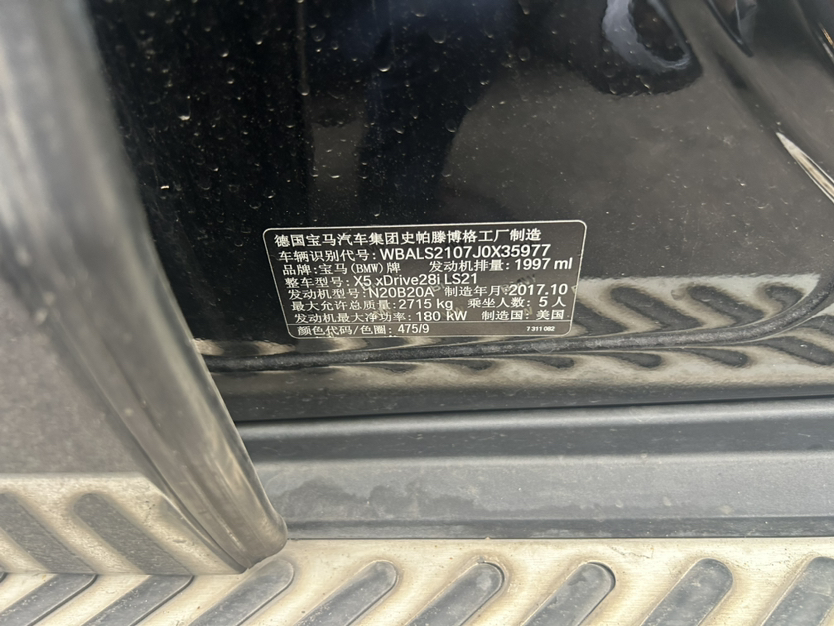 德国宝马汽车集团史帕滕博格工厂制造
车辆识别代号: WBALS2107J0X35977
品牌: 宝马(BMW)牌 发动机排量: 1997 ml
整车型号: X5 xDrive28i LS21
发动机型号: N20B20A 制造年月: 2017.10
最大允许总质量: 2715 kg 乘坐人数: 5人
发动机最大净功率: 180 kW 制造国: 美国
颜色代码/色圈: 475/9 7 311 082